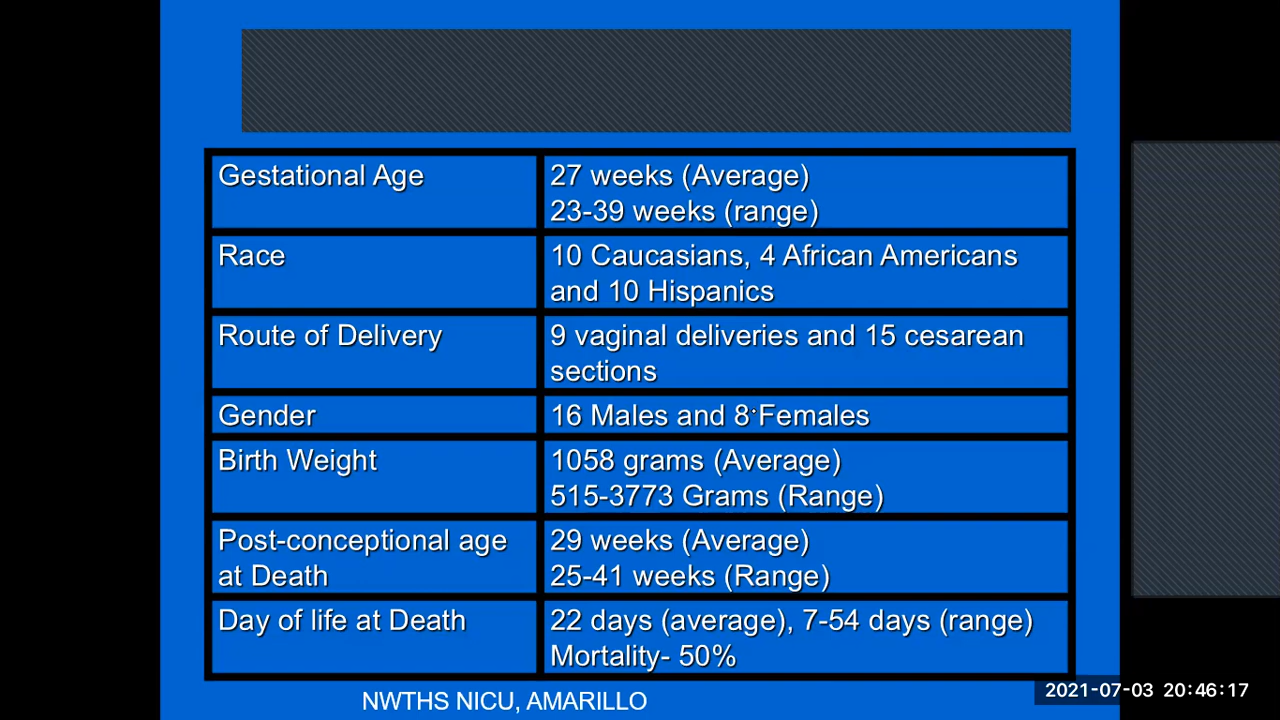 Gestational Age
27 weeks (Average)
23-39 weeks (range)
Race
10 Caucasians, 4 African Americans
and 10 Hispanics
Route of Delivery
9 vaginal deliveries and 15 cesarean
sections
Gender
16 Males and 8 Females
Birth Weight
1058 grams (Average)
515-3773 Grams (Range)
Post-conceptional age
at Death
29 weeks (Average)
25-41 weeks (Range)
Day of life at Death
22 days (average), 7-54 days (range)
Mortality- 50%
NWTHS NICU, AMARILLO
2021-07-03 20:46:17